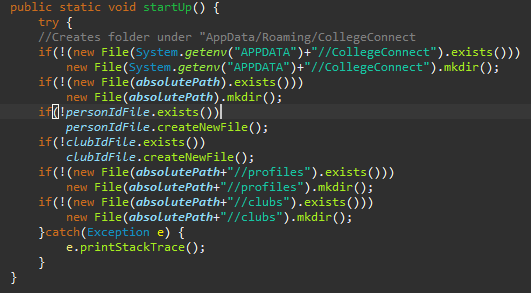 public static void startUp() {
try {
//Creates folder under "AppData/Roaming/CollegeConnect
if(!(new File(System.getenv("APPDATA")+"//CollegeConnect").exists()))
new File(System.getenv("APPDATA")+"//CollegeConnect").mkdir();
if(!(new File(absolutePath).exists()))
new File(absolutePath).mkdir();
if(!personIdFile.exists())
personIdFile.createNewFile();
if(!clubIdFile.exists())
clubIdFile.createNewFile();
if(!(new File(absolutePath+"//profiles").exists()))
new File(absolutePath+"//profiles").mkdir();
if(!(new File(absolutePath+"//clubs").exists()))
new File(absolutePath+"//clubs").mkdir();
}catch(Exception e) {
e.printStackTrace();
}
}